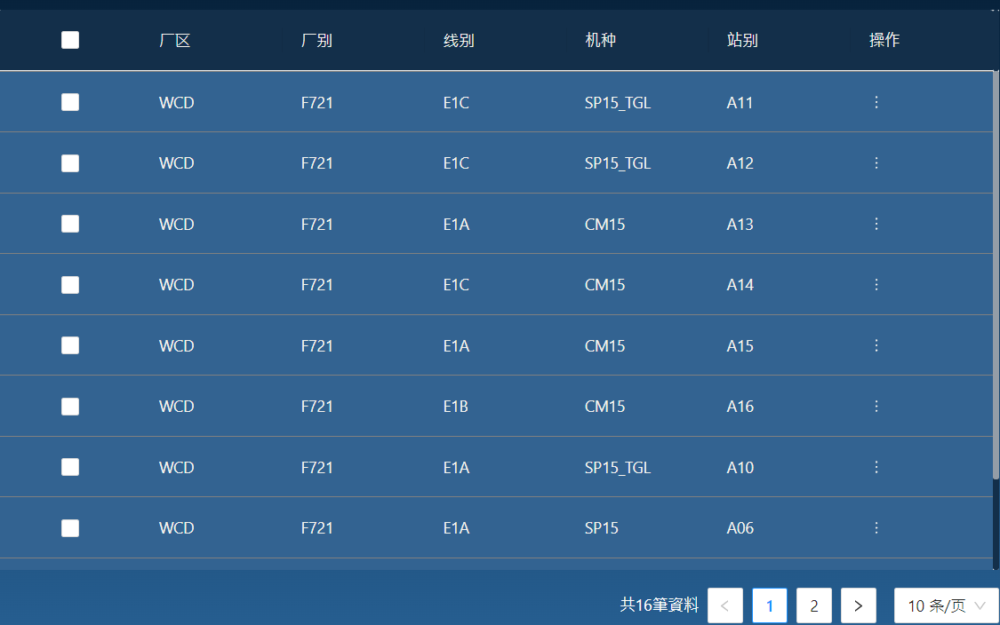 厂区 厂别 线别 机种 站别 操作
WCD F721 E1C SP15_TGL A11
WCD F721 E1C SP15_TGL A12
WCD F721 E1A CM15 A13
WCD F721 E1C CM15 A14
WCD F721 E1A CM15 A15
WCD F721 E1B CM15 A16
WCD F721 E1A SP15_TGL A10
WCD F721 E1A SP15 A06
共16筆資料 < 1 2 > 10 条/页